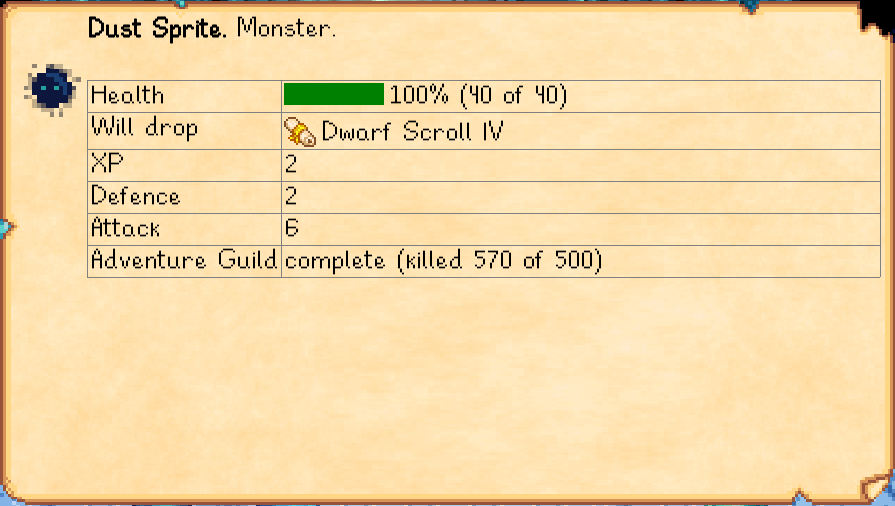 Dust Sprite. Monster.
Health 100% (40 of 40)
Will drop Dwarf Scroll IV
XP 2
Defence 2
Attack 6
Adventure Guild complete (killed 570 of 500)